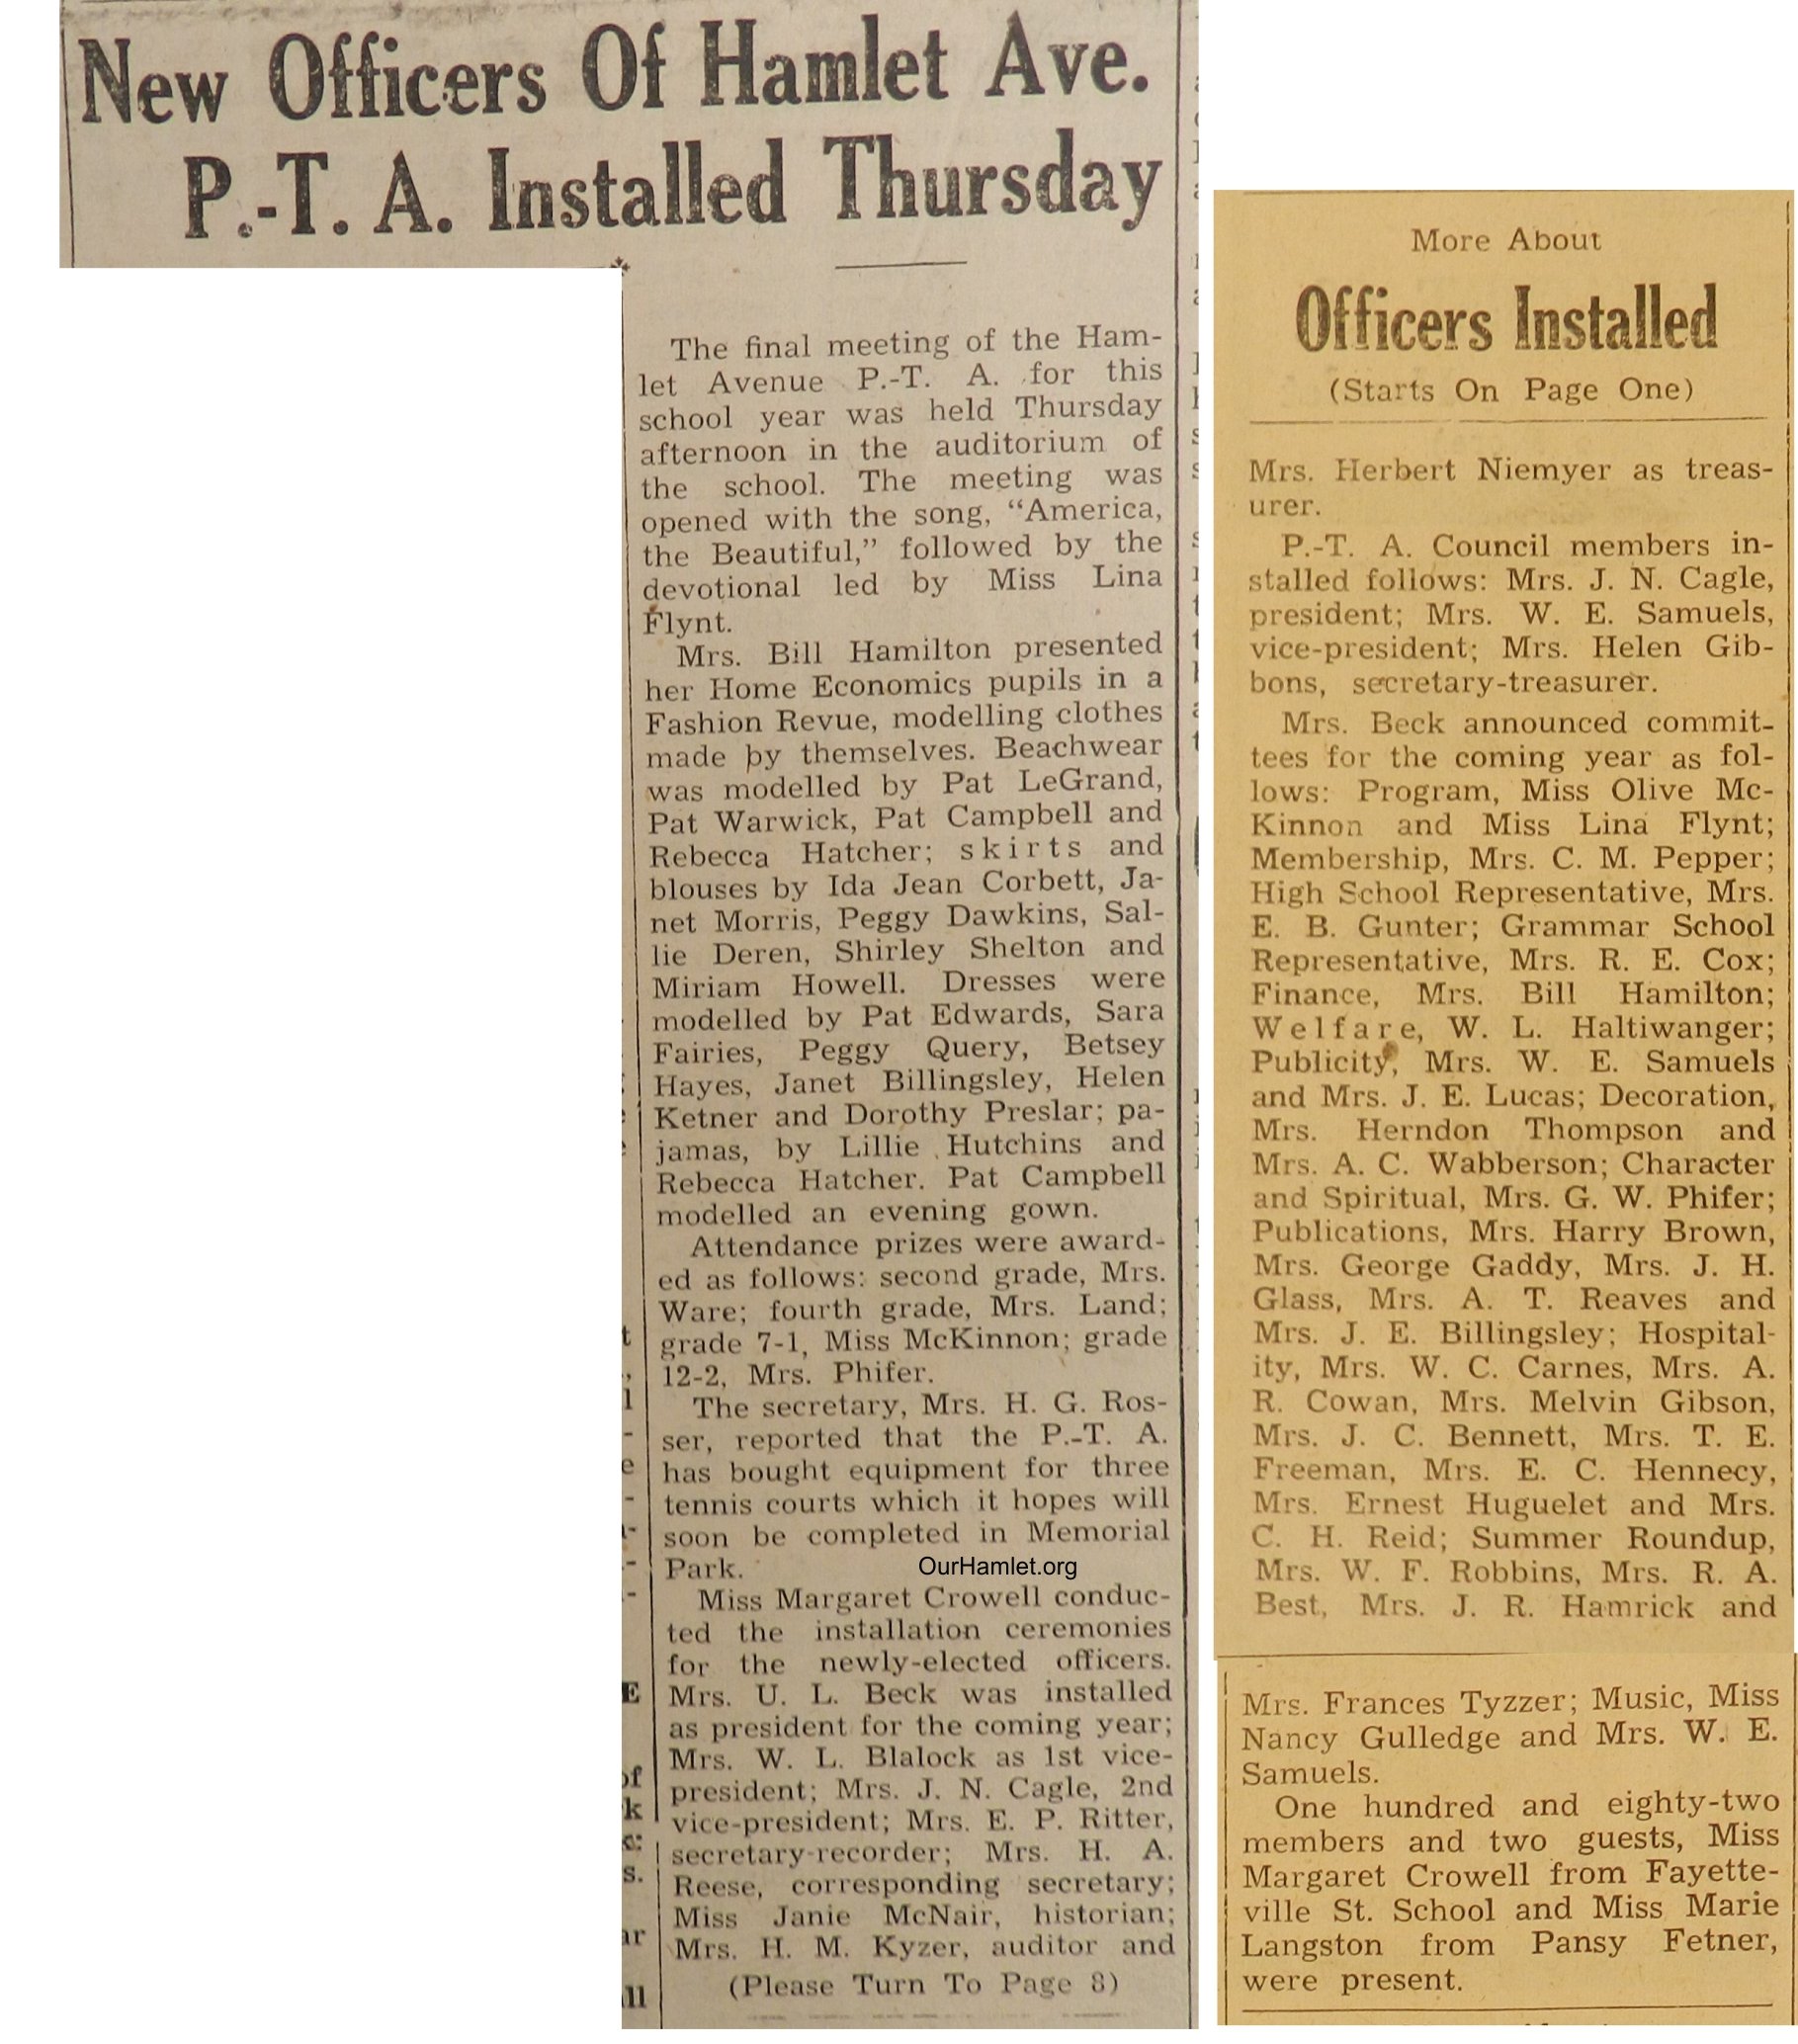 New Officers Of Hamlet Ave.
P.-T. A. Installed Thursday
The final meeting of the Ham-
let Avenue P.-T. A. for this
school year was held Thursday
afternoon in the auditorium of
the school. The meeting was
opened with the song, “America,
the Beautiful,” followed by the
devotional led by Miss Lina
Flynt.
Mrs. Bill Hamilton presented
her Home Economics pupils in a
Fashion Revue, modelling clothes
made by themselves. Beachwear
was modelled by Pat LeGrand,
Pat Warwick, Pat Campbell and
Rebecca Hatcher; skirts and
blouses by Ida Jean Corbett, Ja-
net Morris, Peggy Dawkins, Sal-
lie Deren, Shirley Shelton and
Miriam Howell. Dresses were
modelled by Pat Edwards, Sara
Fairies, Peggy Query, Betsey
Hayes, Janet Billingsley, Helen
Ketner and Dorothy Preslar; pa-
jamas, by Lillie Hutchins and
Rebecca Hatcher. Pat Campbell
modelled an evening gown.
Attendance prizes were award-
ed as follows: second grade, Mrs.
Ware; fourth grade, Mrs. Land;
grade 7-1, Miss McKinnon; grade
12-2, Mrs. Phifer.
The secretary, Mrs. H. G. Ros-
ser, reported that the P.-T. A.
has bought equipment for three
tennis courts which it hopes will
soon be completed in Memorial
Park.
OurHamlet.org
Miss Margaret Crowell conduc-
ted the installation ceremonies
for the newly-elected officers.
Mrs. U. L. Beck was installed
as president for the coming year;
Mrs. W. L. Blalock as 1st vice-
president; Mrs. J. N. Cagle, 2nd
vice-president; Mrs. E. P. Ritter,
secretary-recorder; Mrs. H. A.
Reese, corresponding secretary;
Miss Janie McNair, historian;
Mrs. H. M. Kyzer, auditor and
(Please Turn To Page 8)
More About
Officers Installed
(Starts On Page One)
Mrs. Herbert Niemyer as treas-
urer.
P.-T. A. Council members in-
stalled follows: Mrs. J. N. Cagle,
president; Mrs. W. E. Samuels,
vice-president; Mrs. Helen Gib-
bons, secretary-treasurer.
Mrs. Beck announced commit-
tees for the coming year as fol-
lows: Program, Miss Olive Mc-
Kinnon and Miss Lina Flynt;
Membership, Mrs. C. M. Pepper;
High School Representative, Mrs.
E. B. Gunter; Grammar School
Representative, Mrs. R. E. Cox;
Finance, Mrs. Bill Hamilton;
Welfare, W. L. Haltiwanger;
Publicity, Mrs. W. E. Samuels
and Mrs. J. E. Lucas; Decoration,
Mrs. Herndon Thompson and
Mrs. A. C. Wabberson; Character
and Spiritual, Mrs. G. W. Phifer;
Publications, Mrs. Harry Brown,
Mrs. George Gaddy, Mrs. J. H.
Glass, Mrs. A. T. Reaves and
Mrs. J. E. Billingsley; Hospital-
ity, Mrs. W. C. Carnes, Mrs. A.
R. Cowan, Mrs. Melvin Gibson,
Mrs. J. C. Bennett, Mrs. T. E.
Freeman, Mrs. E. C. Hennecy,
Mrs. Ernest Huguelet and Mrs.
C. H. Reid; Summer Roundup,
Mrs. W. F. Robbins, Mrs. R. A.
Best, Mrs. J. R. Hamrick and
Mrs. Frances Tyzzer; Music, Miss
Nancy Gulledge and Mrs. W. E.
Samuels.
One hundred and eighty-two
members and two guests, Miss
Margaret Crowell from Fayette-
ville St. School and Miss Marie
Langston from Pansy Fetner,
were present.